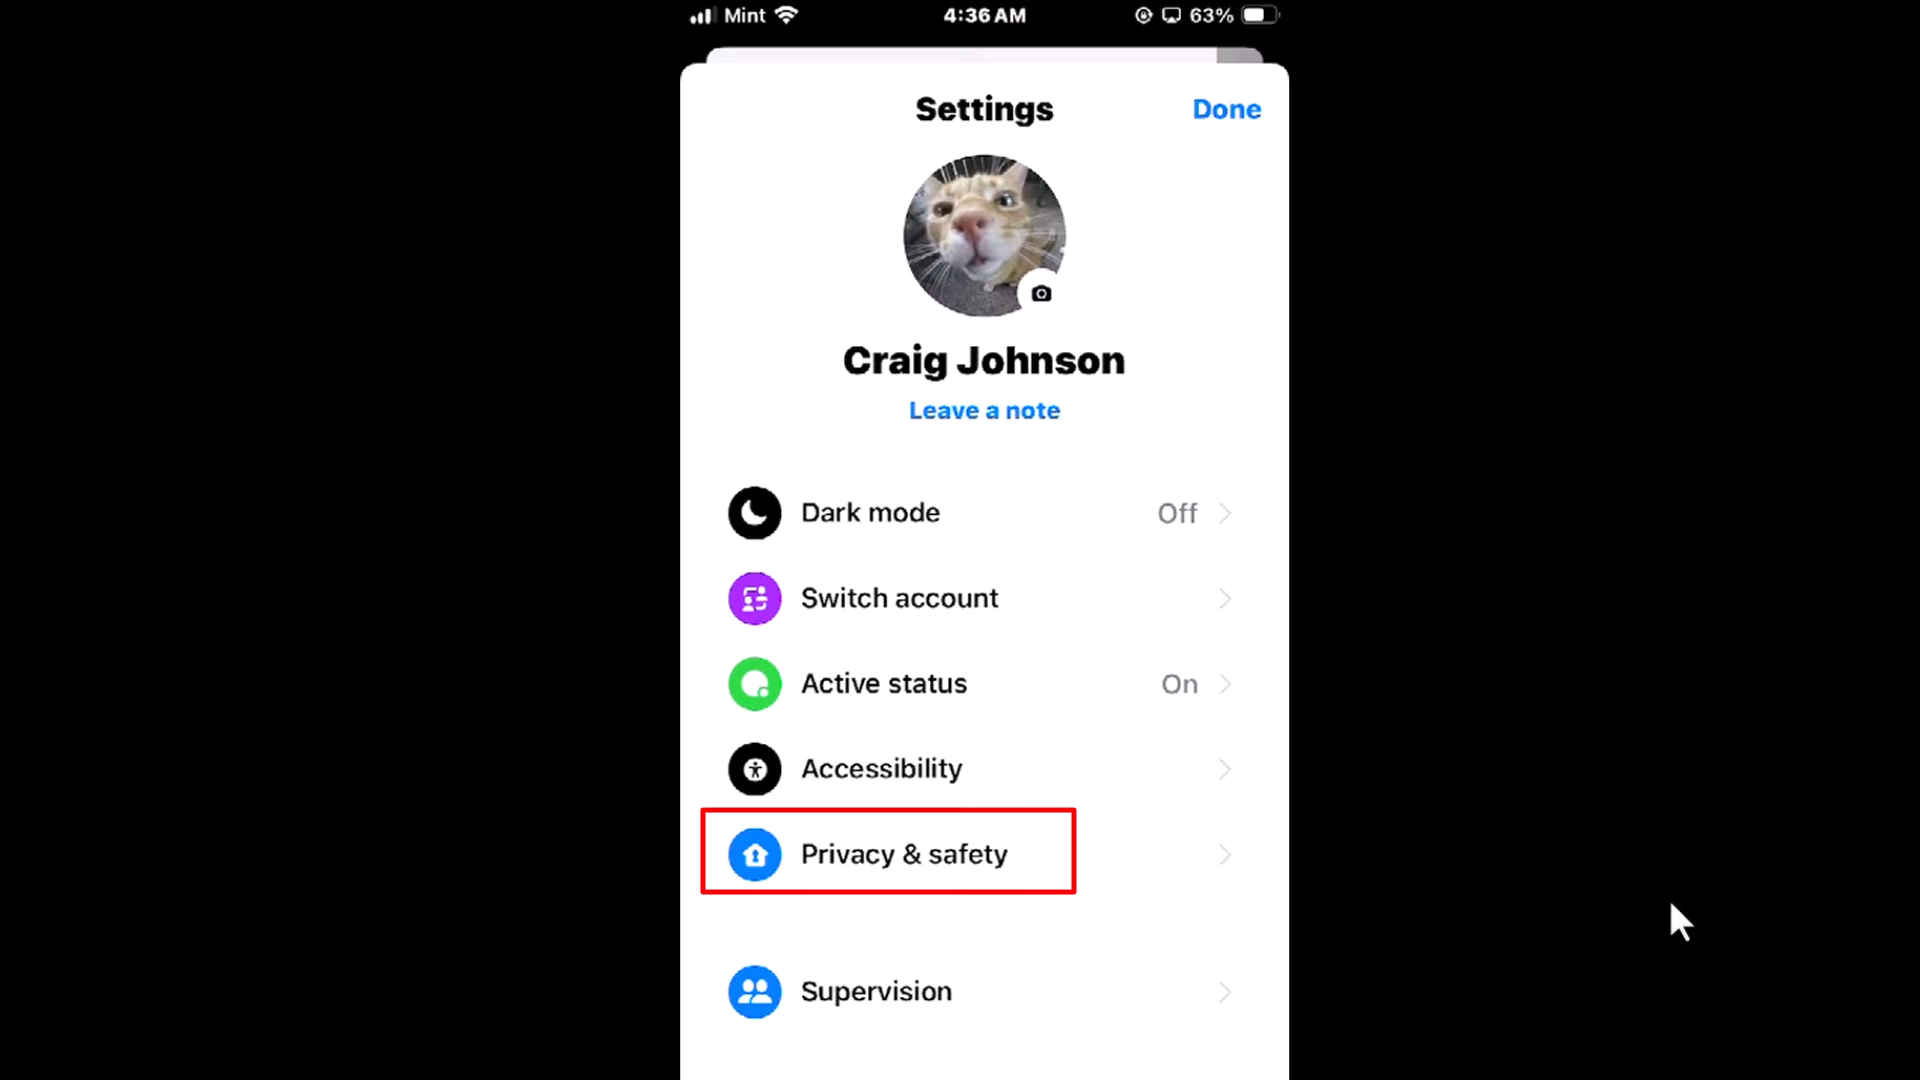 Mint 4:36 AM 63%
Settings Done
Craig Johnson
Leave a note
Dark mode Off
Switch account
Active status On
Accessibility
Privacy & safety
Supervision